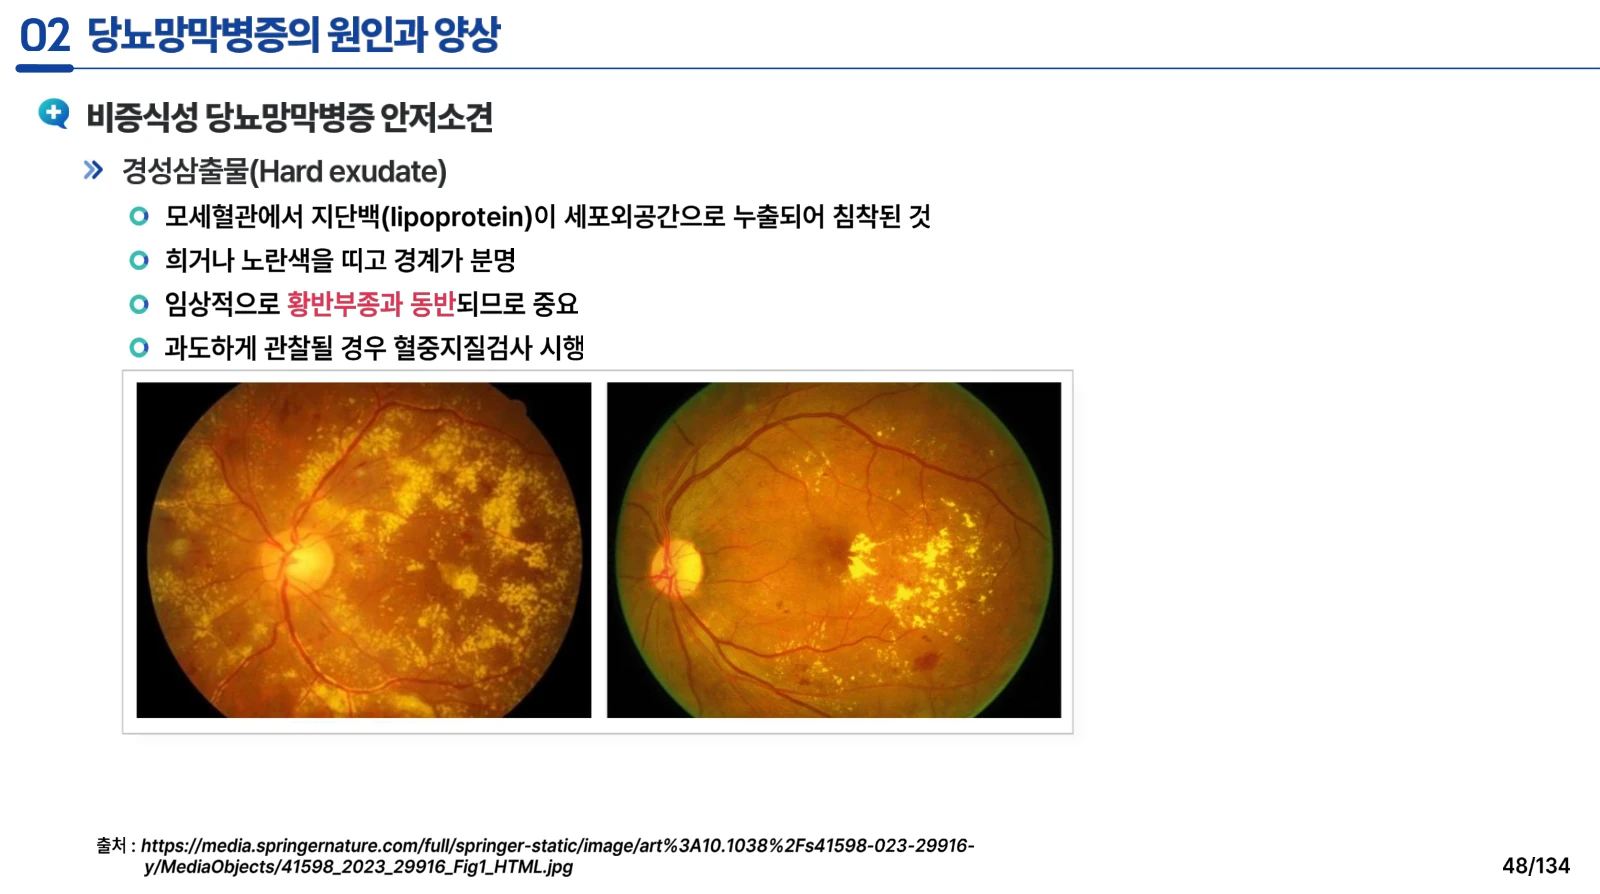 02 당뇨망막병증의 원인과 양상
비증식성 당뇨망막병증 안저소견
경성삼출물(Hard exudate)
모세혈관에서 지단백(lipoprotein)이 세포외공간으로 누출되어 침착된 것
희거나 노란색을 띠고 경계가 분명
임상적으로 황반부종과 동반되므로 중요
과도하게 관찰될 경우 혈중지질검사 시행
출처 : https://media.springernature.com/full/springer-static/image/art%3A10.1038%2Fs41598-023-29916-
y/MediaObjects/41598_2023_29916_Fig1_HTML.jpg
48/134